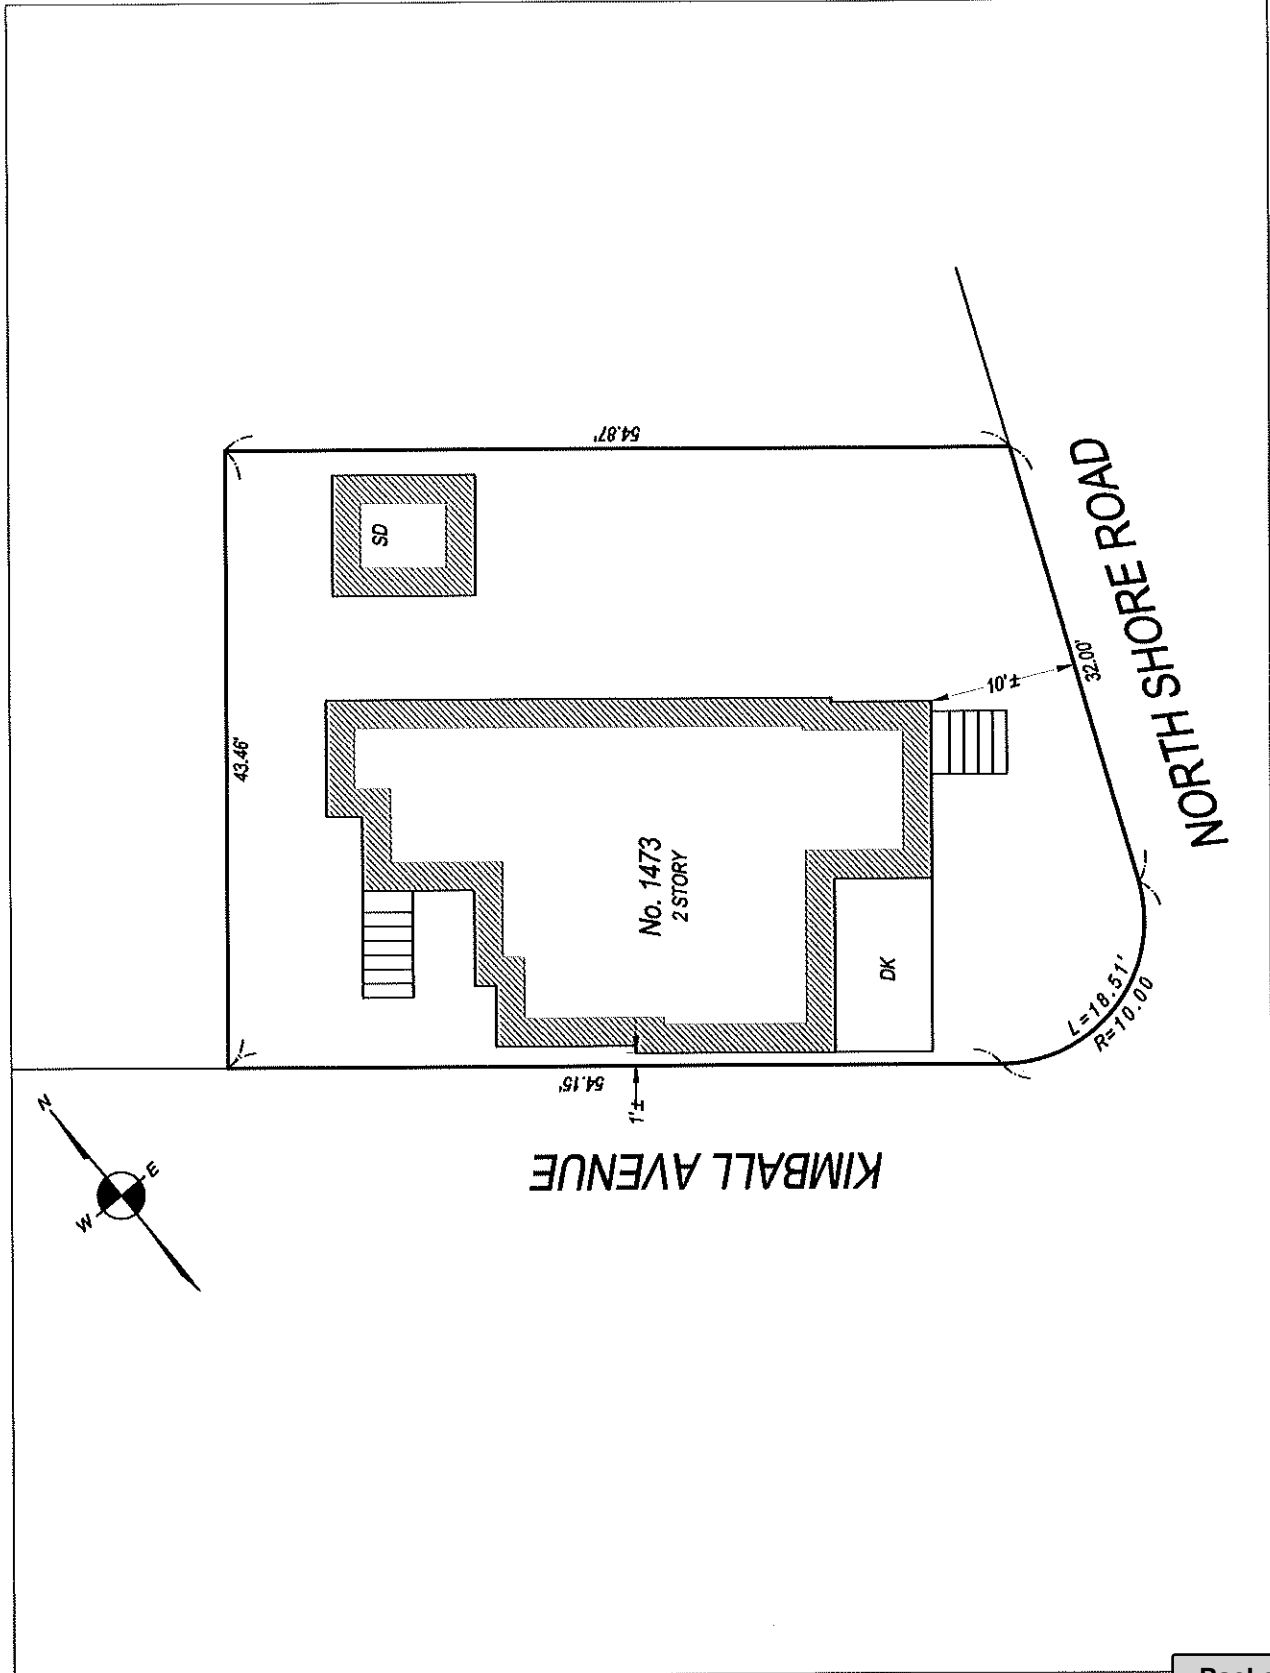 54.87'
SD
43.46'
NORTH SHORE ROAD
32.00'
10'±
No. 1473
2 STORY
DK
L=18.51'
R=10.00
54.15'
1'±
KIMBALL AVENUE
N
E
W